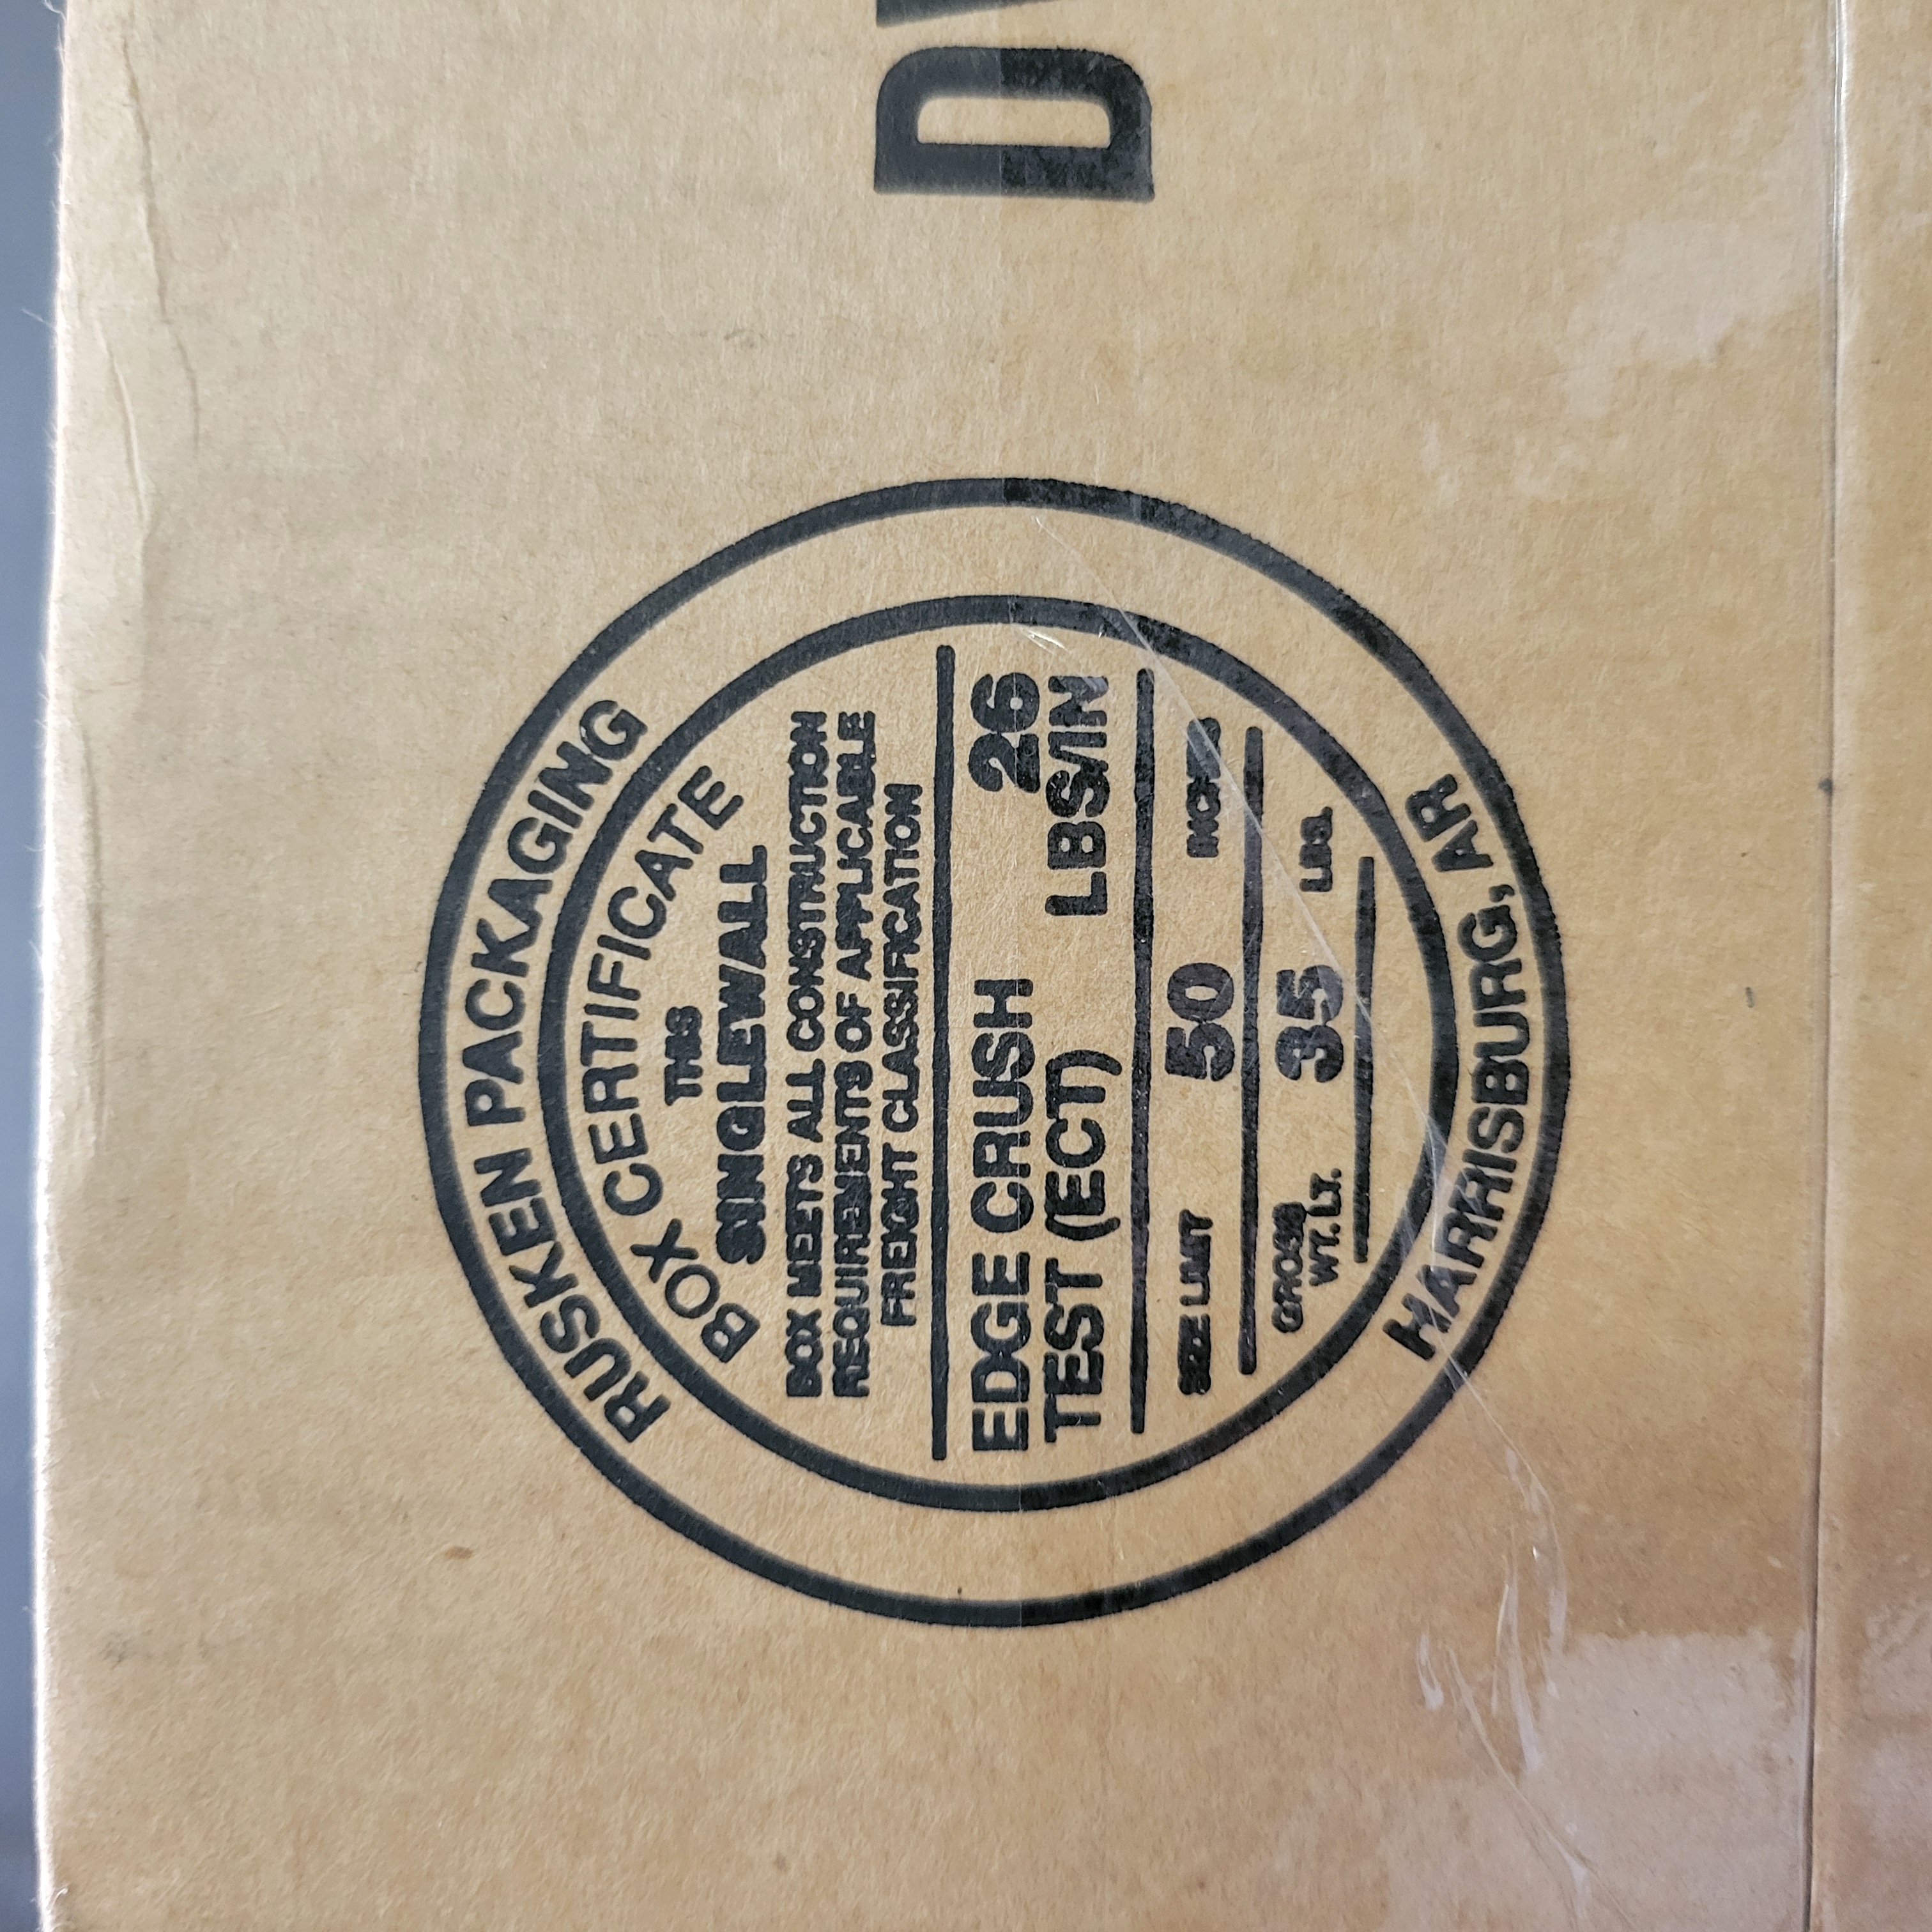 RUSKEN PACKAGING
BOX CERTIFICATE
THIS
SINGLEWALL
BOX MEETS ALL CONSTRUCTION
REQUIREMENTS OF APPLICABLE
FREIGHT CLASSIFICATION
EDGE CRUSH 26
TEST (ECT) LBS/IN
SIZE LIMIT 50 INCHES
GROSS
WT. LT. 35 LBS.
HARRISBURG, AR